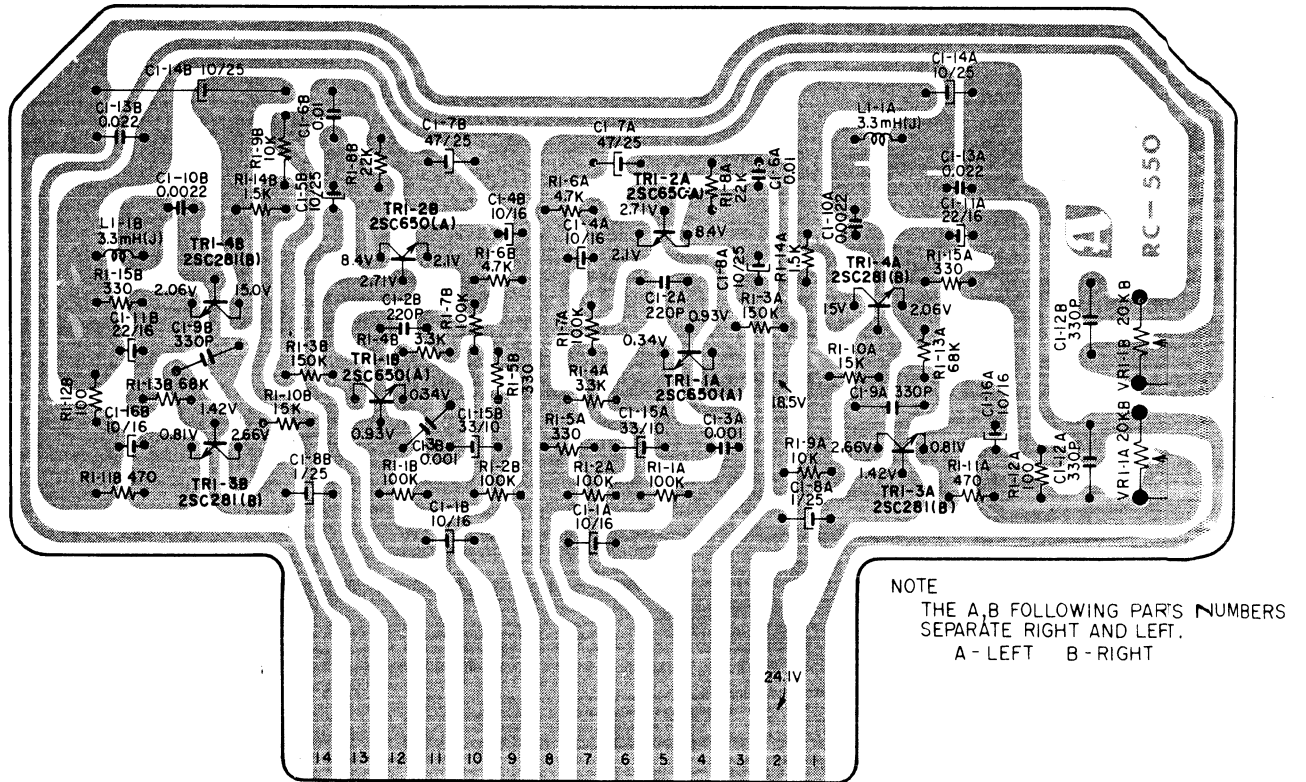 C1-14B 10/25
C1-13B
0.022
C1-6B
0.01
R1-9B
10K
R1-8B
22K
C1-7B
47/25
C1-7A
47/25
C1-14A
10/25
L1-1A
3.3mH(J)
C1-10B
0.0022
R1-14B
1.5K
C1-5B
10/25
TR1-2B
2SC650(A)
C1-4B
10/16
R1-6A
4.7K
TR1-2A
2SC650(A)
2.71V
R1-8A
22K
C1-6A
0.01
C1-13A
0.022
C1-11A
22/16
C1-10A
0.0022
RC-550
L1-1B
3.3mH(J)
TR1-4B
2SC281(B)
8.4V
2.1V
2.71V
R1-6B
4.7K
C1-4A
10/16
2.1V
8.4V
C1-8A
10/25
R1-14A
1.5K
TR1-4A
2SC281(B)
R1-15A
330
R1-15B
330
2.06V
15.0V
C1-11B
22/16
C1-9B
330P
C1-2B
220P
R1-7B
100K
C1-2A
220P
R1-3A
150K
15V
2.06V
C1-12B
330P
VR1-1B 20KB
R1-3B
150K
R1-4B
3.3K
TR1-1B
2SC650(A)
R1-5B
330
R1-7A
100K
0.93V
0.34V
TR1-1A
2SC650(A)
R1-10A
15K
R1-13A
68K
R1-12B
100
R1-13B 68K
R1-10B
15K
0.34V
0.93V
R1-4A
3.3K
18.5V
C1-9A 330P
C1-16A
10/16
C1-16B
10/16
1.42V
0.81V
2.66V
C1-3B
0.001
C1-15B
33/10
R1-5A
330
C1-15A
33/10
C1-3A
0.001
2.66V
0.81V
1.42V
C1-12A
330P
VR1-1A 20KB
R1-11B 470
TR1-3B
2SC281(B)
C1-8B
1/25
R1-1B
100K
R1-2B
100K
R1-2A
100K
R1-1A
100K
R1-9A
10K
C1-8A
1/25
TR1-3A
2SC281(B)
R1-11A
470
R1-12A
100
C1-1B
10/16
C1-1A
10/16
NOTE
THE A,B FOLLOWING PARTS NUMBERS
SEPARATE RIGHT AND LEFT.
A - LEFT B - RIGHT
24.1V
14 13 12 11 10 9 8 7 6 5 4 3 2 1